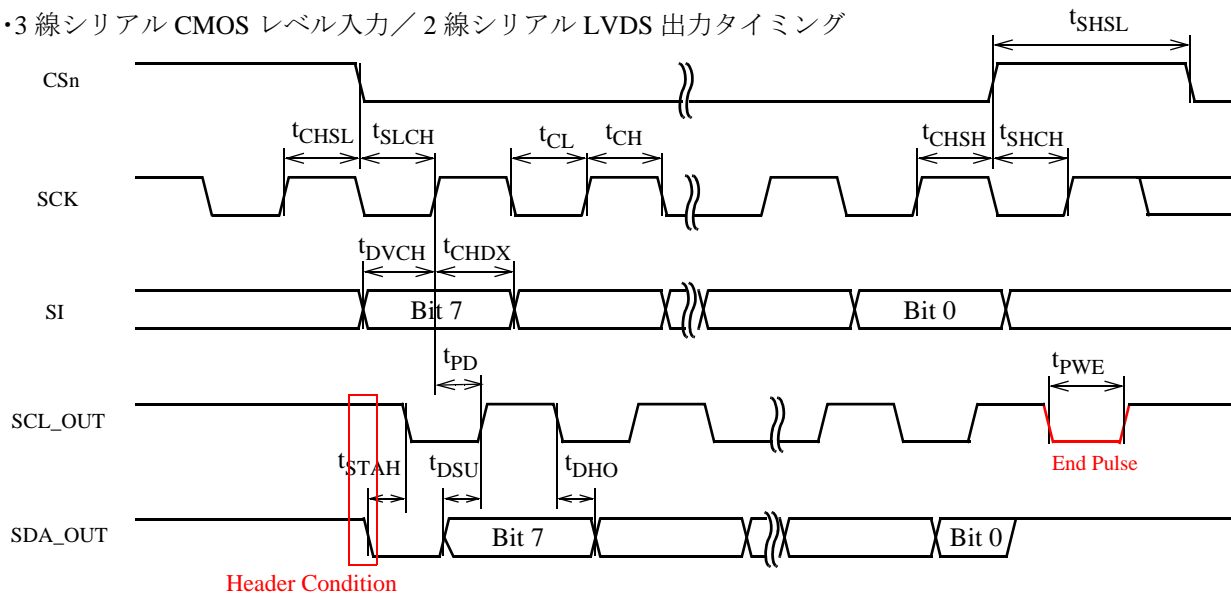 ・3 線シリアル CMOS レベル入力／ 2 線シリアル LVDS 出力タイミング
tSHSL
CSn
tCHSL
tSLCH
tCL
tCH
tCHSH
tSHCH
SCK
tDVCH
tCHDX
SI
Bit 7
Bit 0
tPD
tPWE
SCL_OUT
End Pulse
tSTAH
tDSU
tDHO
SDA_OUT
Bit 7
Bit 0
Header Condition